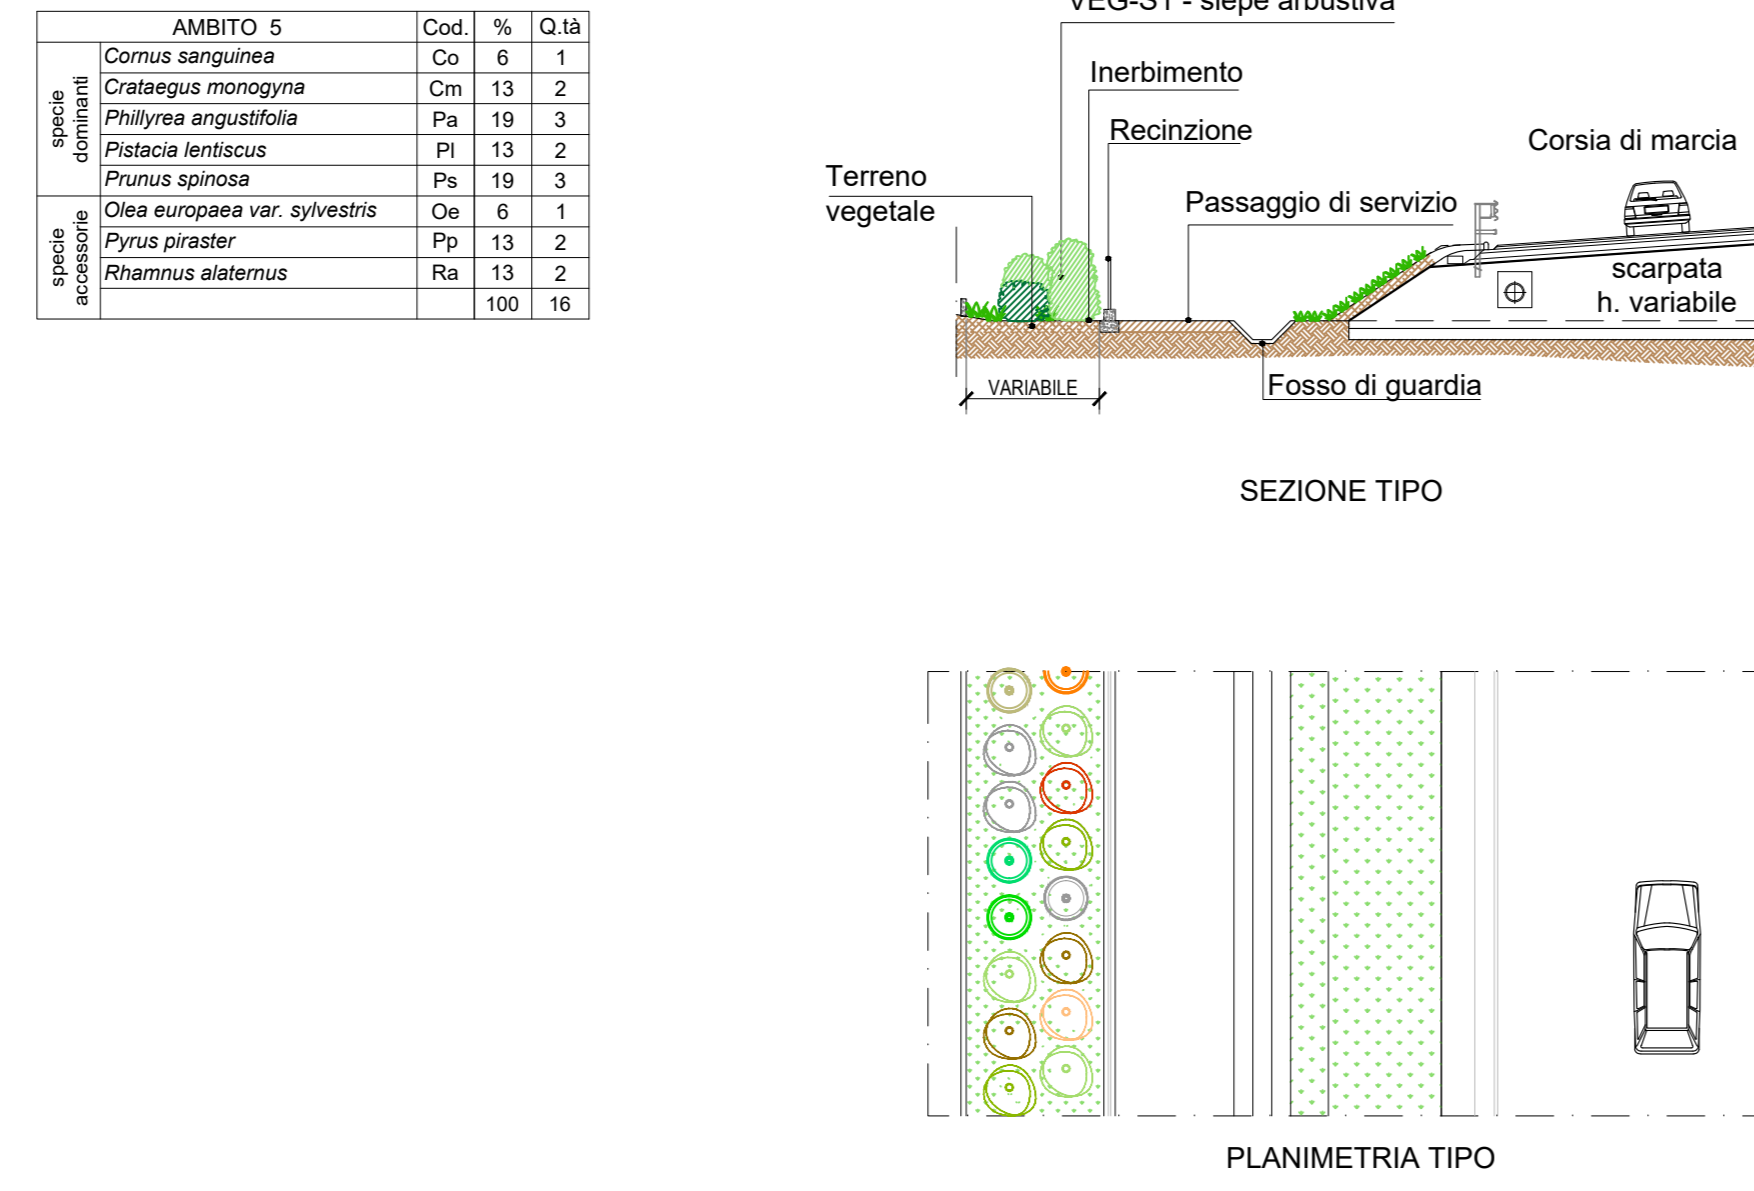 AMBITO 5 Cod. % Q.tà
specie dominanti
Cornus sanguinea Co 6 1
Crataegus monogyna Cm 13 2
Phillyrea angustifolia Pa 19 3
Pistacia lentiscus Pl 13 2
Prunus spinosa Ps 19 3
specie accessorie
Olea europaea var. sylvestris Oe 6 1
Pyrus piraster Pp 13 2
Rhamnus alaternus Ra 13 2
100 16
VEG-S1 - siepe arbustiva
Inerbimento
Recinzione
Corsia di marcia
Terreno
vegetale
Passaggio di servizio
scarpata
h. variabile
VARIABILE
Fosso di guardia
SEZIONE TIPO
PLANIMETRIA TIPO